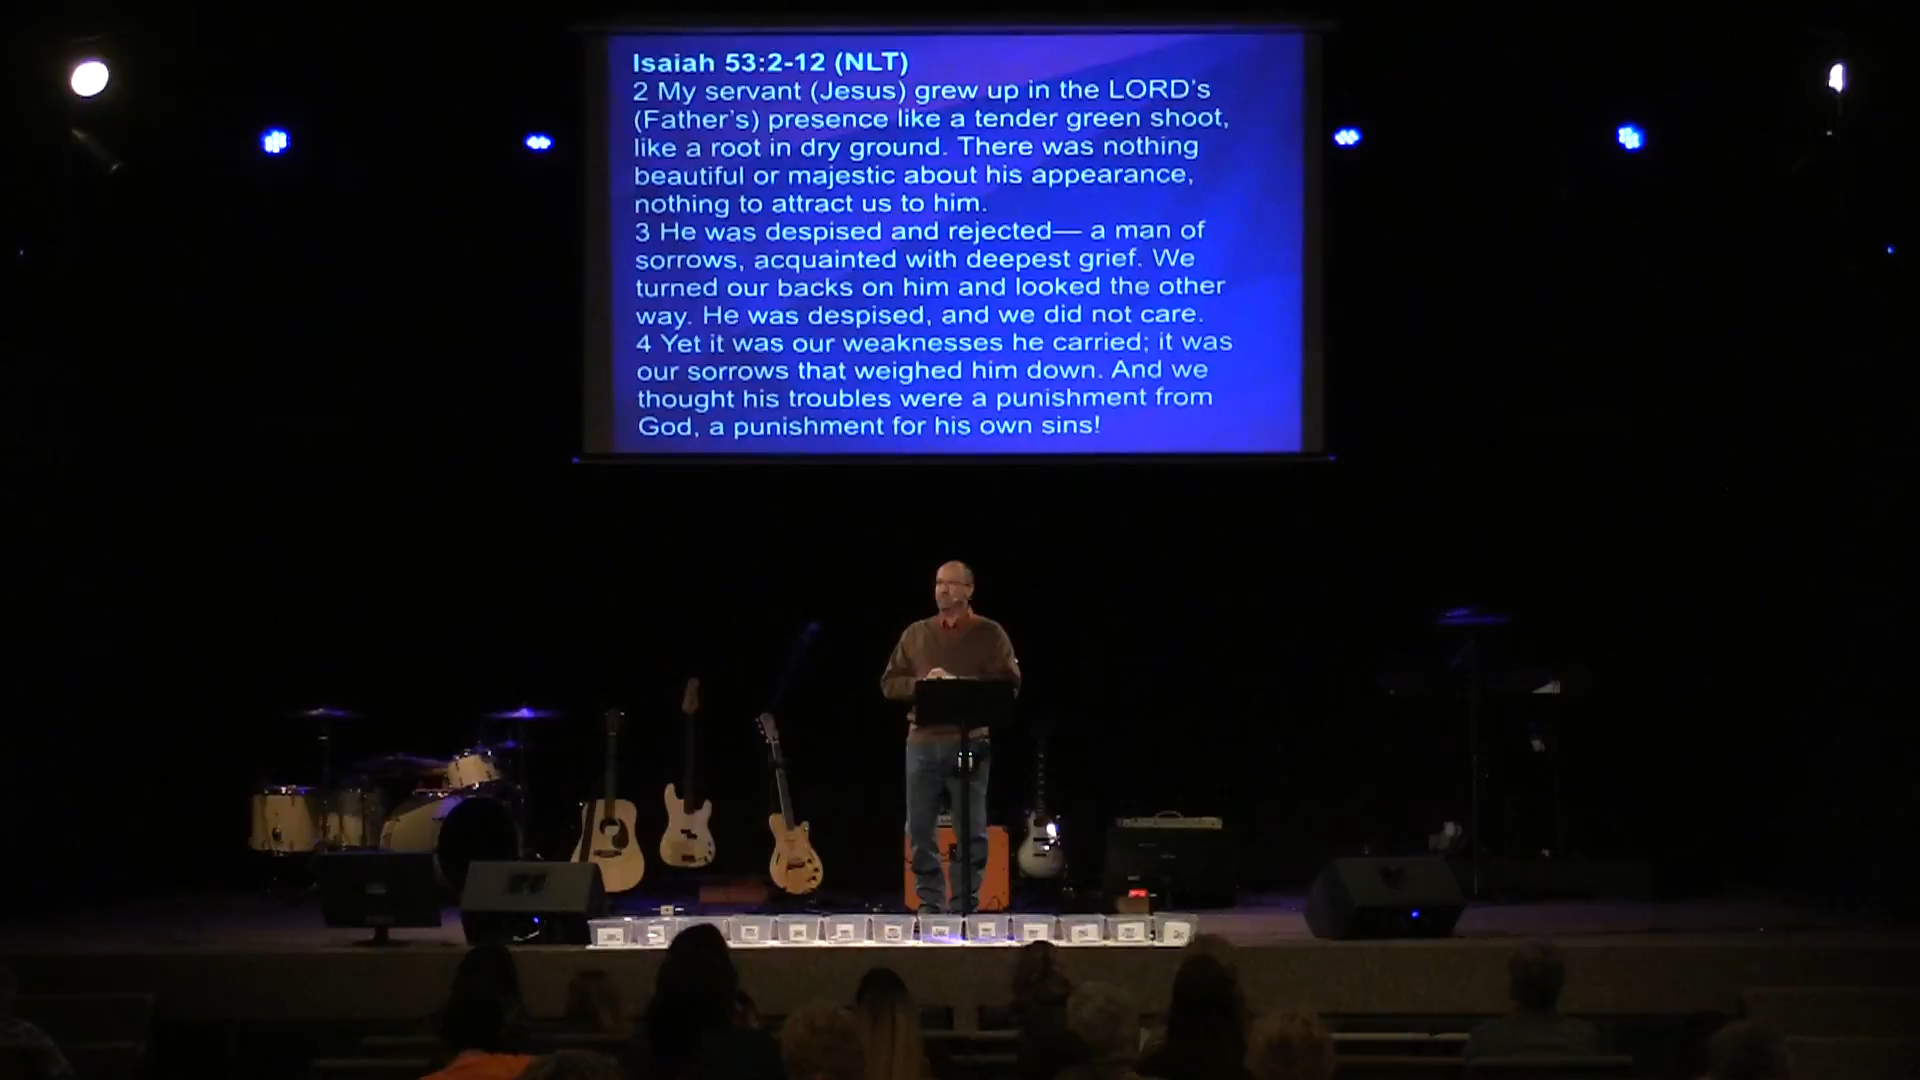 Isaiah 53:2-12 (NLT)
2 My servant (Jesus) grew up in the LORD's
(Father's) presence like a tender green shoot,
like a root in dry ground. There was nothing
beautiful or majestic about his appearance,
nothing to attract us to him.
3 He was despised and rejected— a man of
sorrows, acquainted with deepest grief. We
turned our backs on him and looked the other
way. He was despised, and we did not care.
4 Yet it was our weaknesses he carried; it was
our sorrows that weighed him down. And we
thought his troubles were a punishment from
God, a punishment for his own sins!